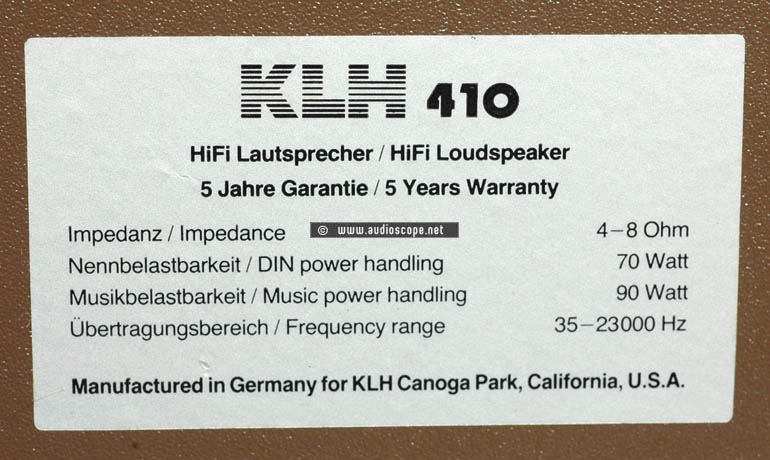 KLH 410
HiFi Lautsprecher / HiFi Loudspeaker
5 Jahre Garantie / 5 Years Warranty
Impedanz / Impedance © www.audioscope.net 4–8 Ohm
Nennbelastbarkeit / DIN power handling 70 Watt
Musikbelastbarkeit / Music power handling 90 Watt
Übertragungsbereich / Frequency range 35–23000 Hz
Manufactured in Germany for KLH Canoga Park, California, U.S.A.